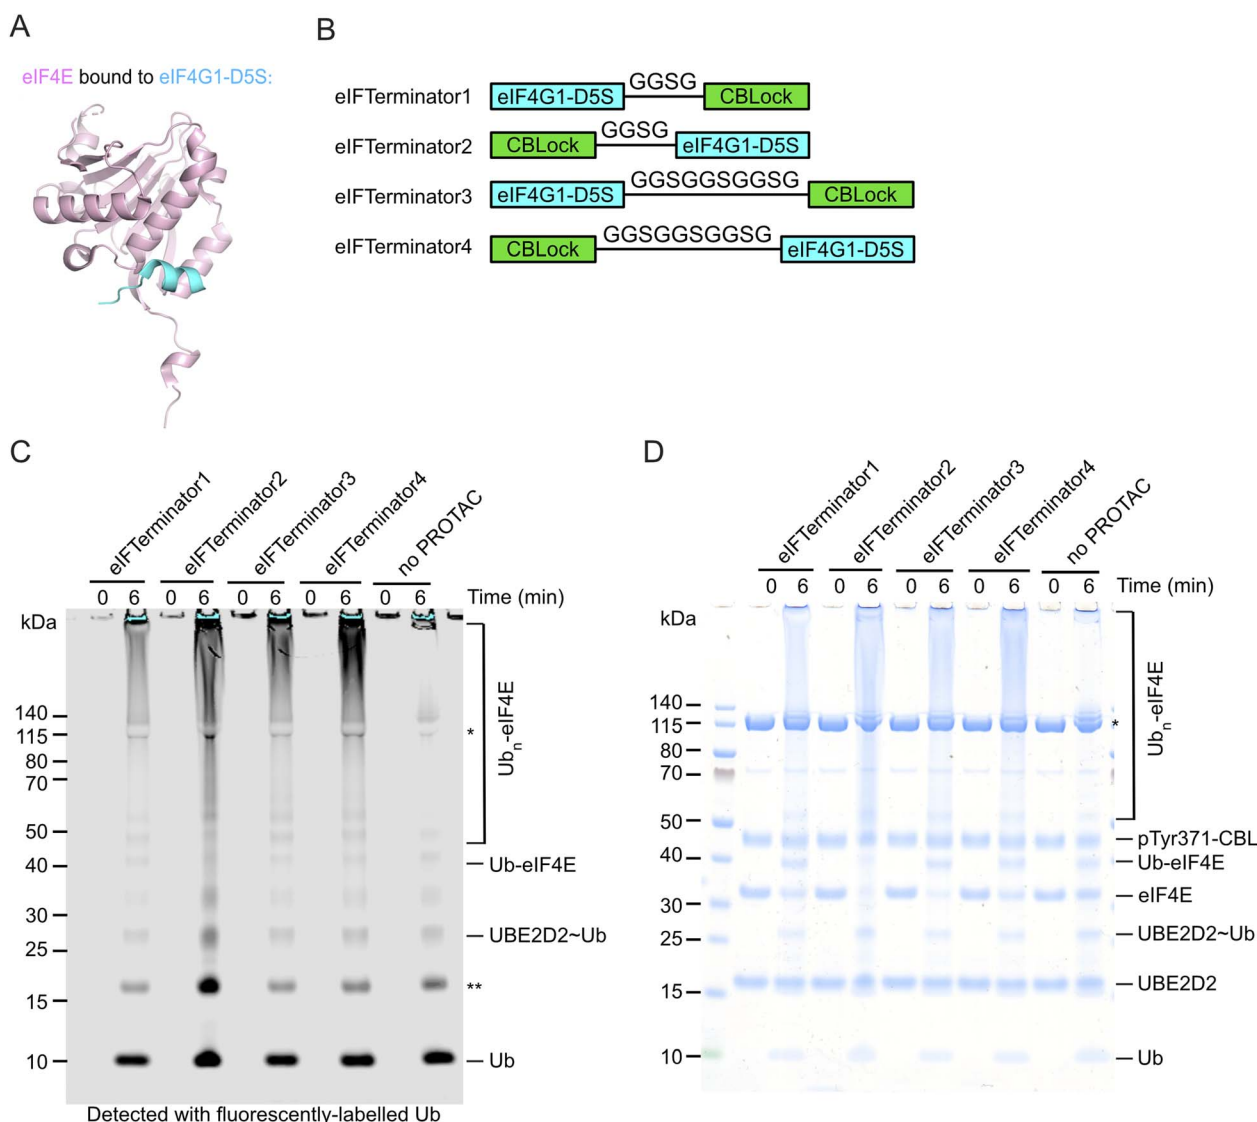 A
eIF4E bound to eIF4G1-D5S:
B
eIFTerminator1 eIF4G1-D5S GGSG CBLock
eIFTerminator2 CBLock GGSG eIF4G1-D5S
eIFTerminator3 eIF4G1-D5S GGSGGSGGSG CBLock
eIFTerminator4 CBLock GGSGGSGGSG eIF4G1-D5S
C
eIFTerminator1 eIFTerminator2 eIFTerminator3 eIFTerminator4 no PROTAC
0 6 0 6 0 6 0 6 0 6 Time (min)
kDa
140
115
80
70
50
40
30
25
15
10
Ubn-eIF4E
*
Ub-eIF4E
UBE2D2~Ub
**
Ub
Detected with fluorescently-labelled Ub
D
eIFTerminator1 eIFTerminator2 eIFTerminator3 eIFTerminator4 no PROTAC
0 6 0 6 0 6 0 6 0 6 Time (min)
kDa
140
115
80
70
50
40
30
25
15
10
*
Ubn-eIF4E
pTyr371-CBL
Ub-eIF4E
eIF4E
UBE2D2~Ub
UBE2D2
Ub